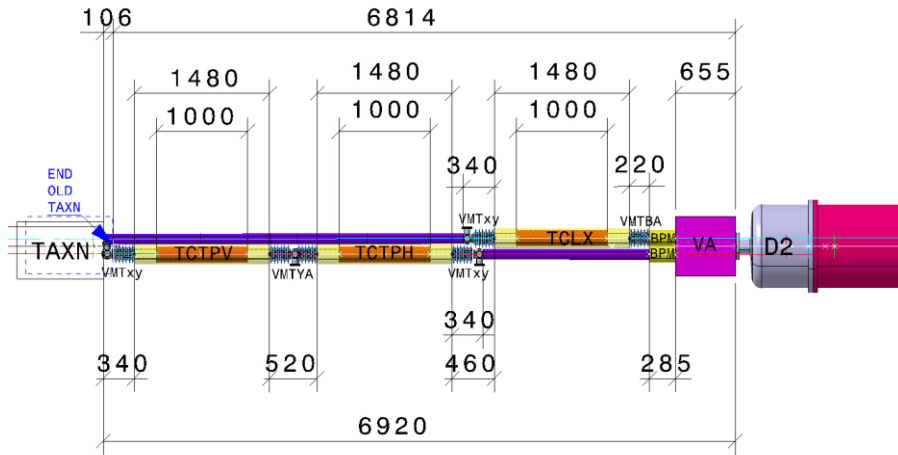 106 6814
1480 1480 1480 655
1000 1000 1000
340 220
END
OLD
TAXN
VMTxy VMTBA
TCLX BPM
TAXN TCTPV TCTPH BPM VA D2
VMTxy VMTYA VMTxy
340
340 520 460 285
6920